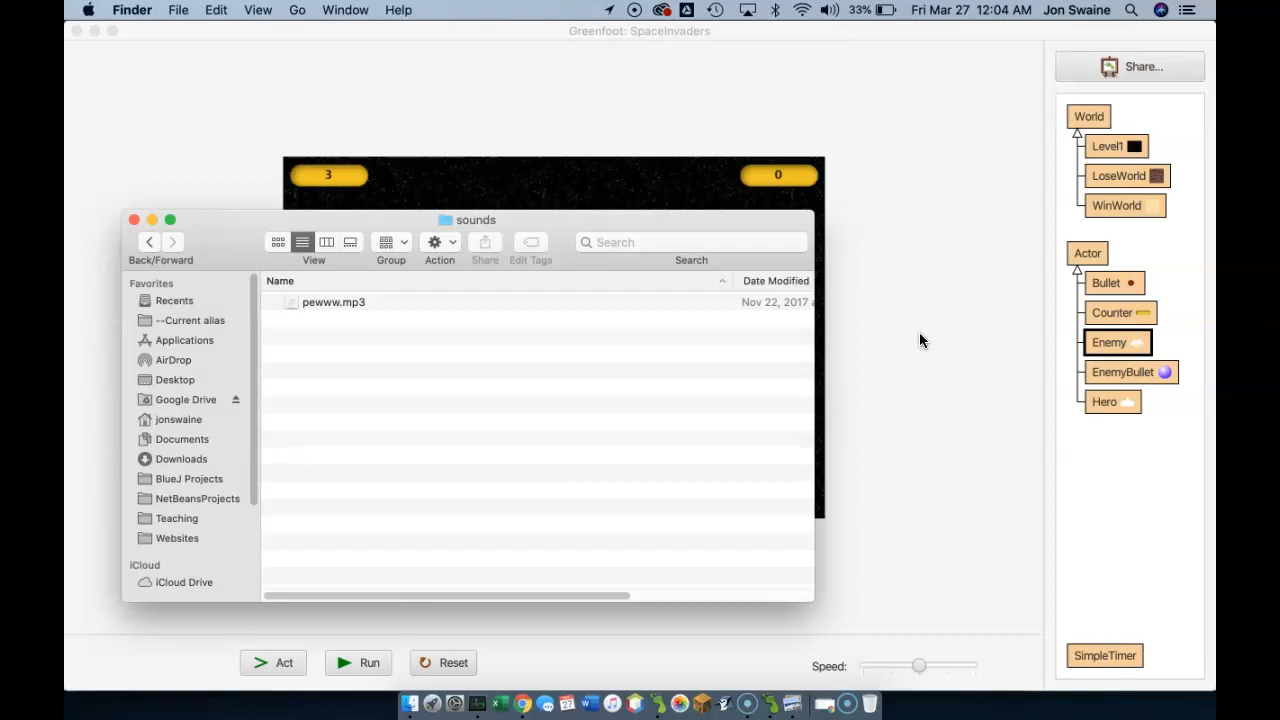 Finder File Edit View Go Window Help 33% Fri Mar 27 12:04 AM Jon Swaine
Greenfoot: SpaceInvaders
Share...
World
Level1
LoseWorld
WinWorld
Actor
Bullet
Counter
Enemy
EnemyBullet
Hero
SimpleTimer
3 0
sounds
Search
Back/Forward View Group Action Share Edit Tags Search
Favorites
Recents
--Current alias
Applications
AirDrop
Desktop
Google Drive
jonswaine
Documents
Downloads
BlueJ Projects
NetBeansProjects
Teaching
Websites
iCloud
iCloud Drive
Name Date Modified
pewww.mp3 Nov 22, 2017 a
Act Run Reset Speed:
27